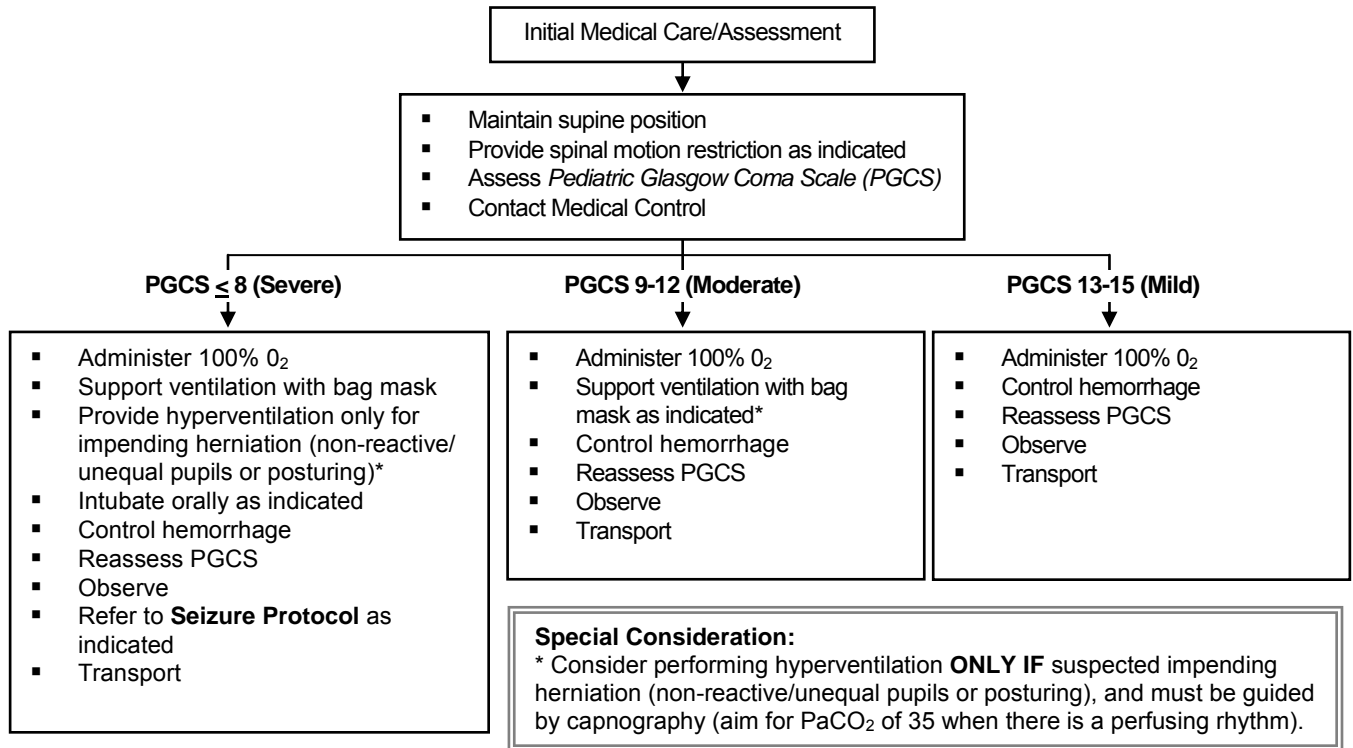 Initial Medical Care/Assessment
▪ Maintain supine position
▪ Provide spinal motion restriction as indicated
▪ Assess Pediatric Glasgow Coma Scale (PGCS)
▪ Contact Medical Control
PGCS ≤ 8 (Severe)
▪ Administer 100% 0₂
▪ Support ventilation with bag mask
▪ Provide hyperventilation only for
impending herniation (non-reactive/
unequal pupils or posturing)*
▪ Intubate orally as indicated
▪ Control hemorrhage
▪ Reassess PGCS
▪ Observe
▪ Refer to Seizure Protocol as
indicated
▪ Transport
PGCS 9-12 (Moderate)
▪ Administer 100% 0₂
▪ Support ventilation with bag
mask as indicated*
▪ Control hemorrhage
▪ Reassess PGCS
▪ Observe
▪ Transport
PGCS 13-15 (Mild)
▪ Administer 100% 0₂
▪ Control hemorrhage
▪ Reassess PGCS
▪ Observe
▪ Transport
Special Consideration:
* Consider performing hyperventilation ONLY IF suspected impending
herniation (non-reactive/unequal pupils or posturing), and must be guided
by capnography (aim for PaCO₂ of 35 when there is a perfusing rhythm).